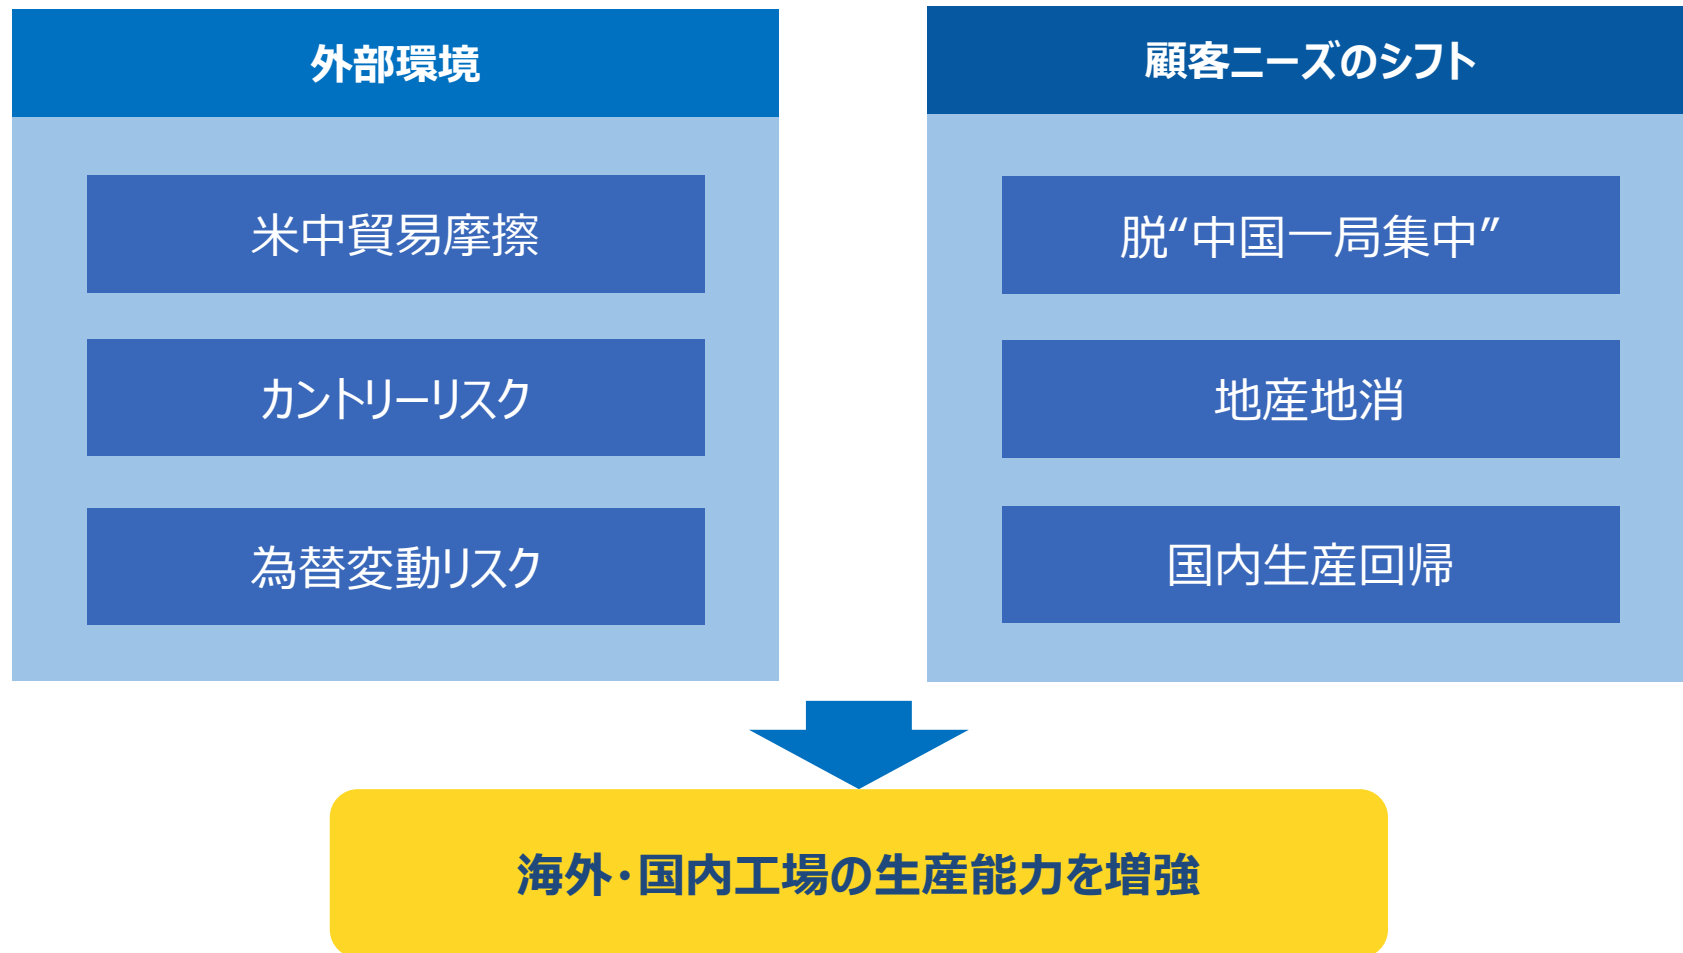 外部環境
米中貿易摩擦
カントリーリスク
為替変動リスク
顧客ニーズのシフト
脱“中国一局集中”
地産地消
国内生産回帰
海外・国内工場の生産能力を増強